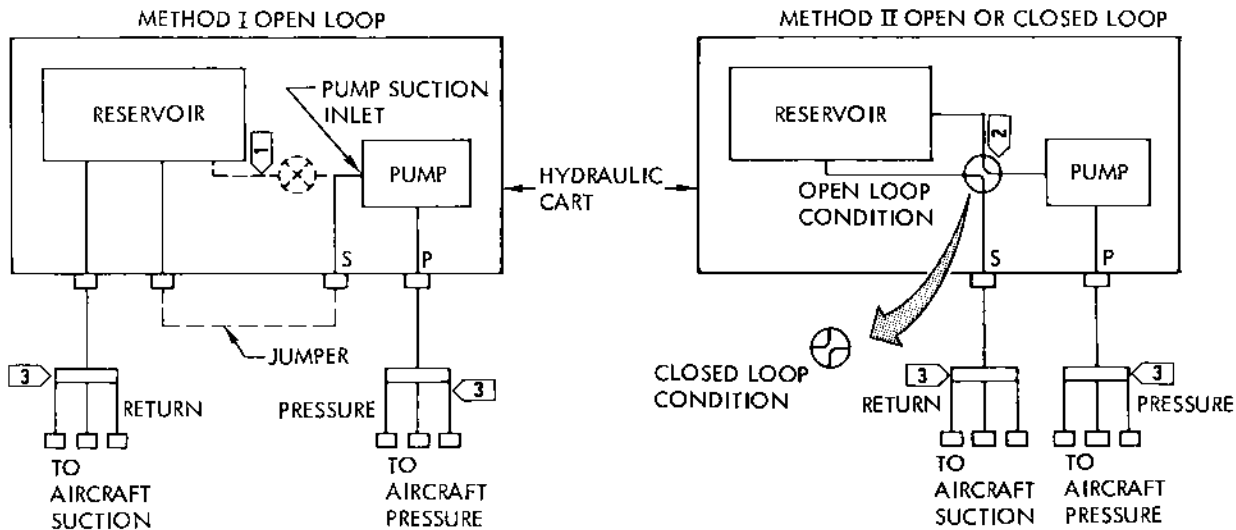 METHOD I OPEN LOOP
RESERVOIR
1
PUMP SUCTION
INLET
PUMP
S
P
JUMPER
3
RETURN
TO
AIRCRAFT
SUCTION
PRESSURE
3
TO
AIRCRAFT
PRESSURE
HYDRAULIC
CART
METHOD II OPEN OR CLOSED LOOP
RESERVOIR
2
OPEN LOOP
CONDITION
PUMP
S
P
CLOSED LOOP
CONDITION
3
RETURN
TO
AIRCRAFT
SUCTION
3
PRESSURE
TO
AIRCRAFT
PRESSURE